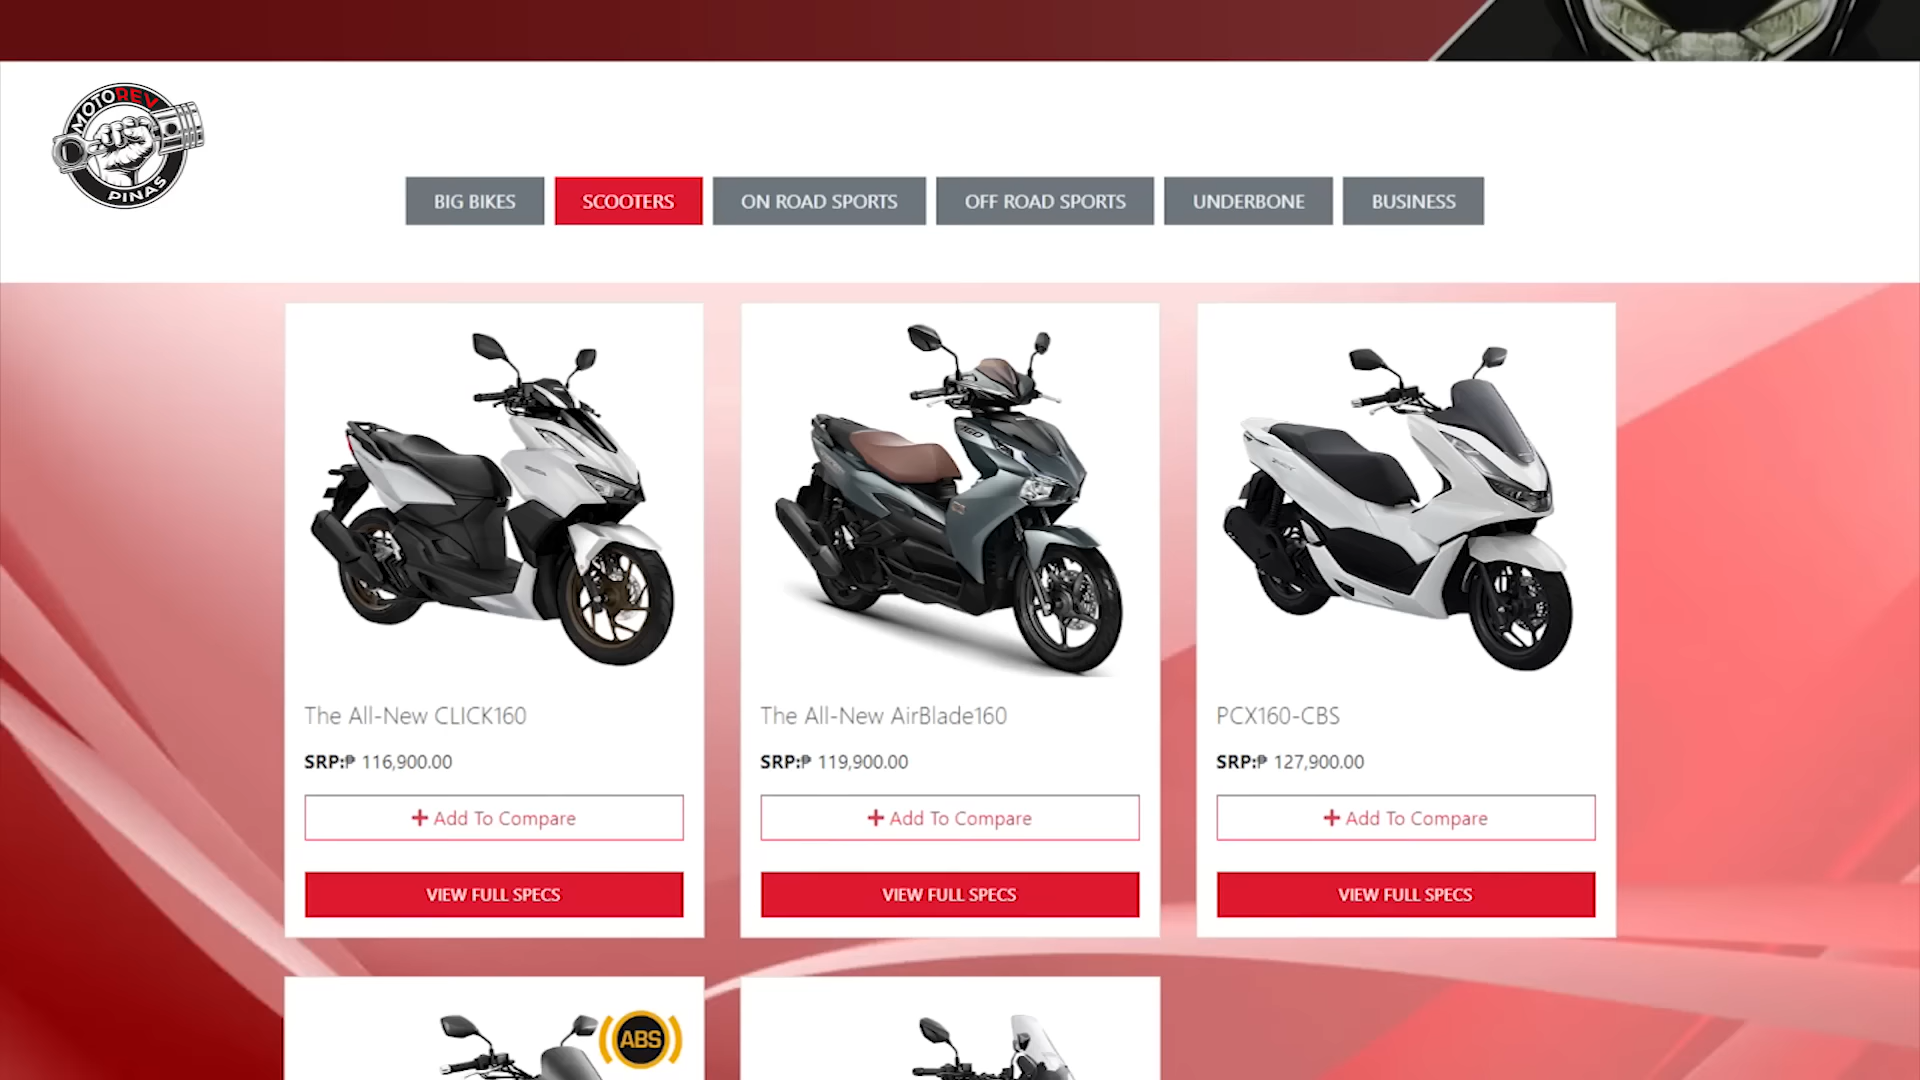 MOTOREV
PINAS
BIG BIKES
SCOOTERS
ON ROAD SPORTS
OFF ROAD SPORTS
UNDERBONE
BUSINESS
The All-New CLICK160
SRP:₱ 116,900.00
+ Add To Compare
VIEW FULL SPECS
160
The All-New AirBlade160
SRP:₱ 119,900.00
+ Add To Compare
VIEW FULL SPECS
PCX160-CBS
SRP:₱ 127,900.00
+ Add To Compare
VIEW FULL SPECS
ABS